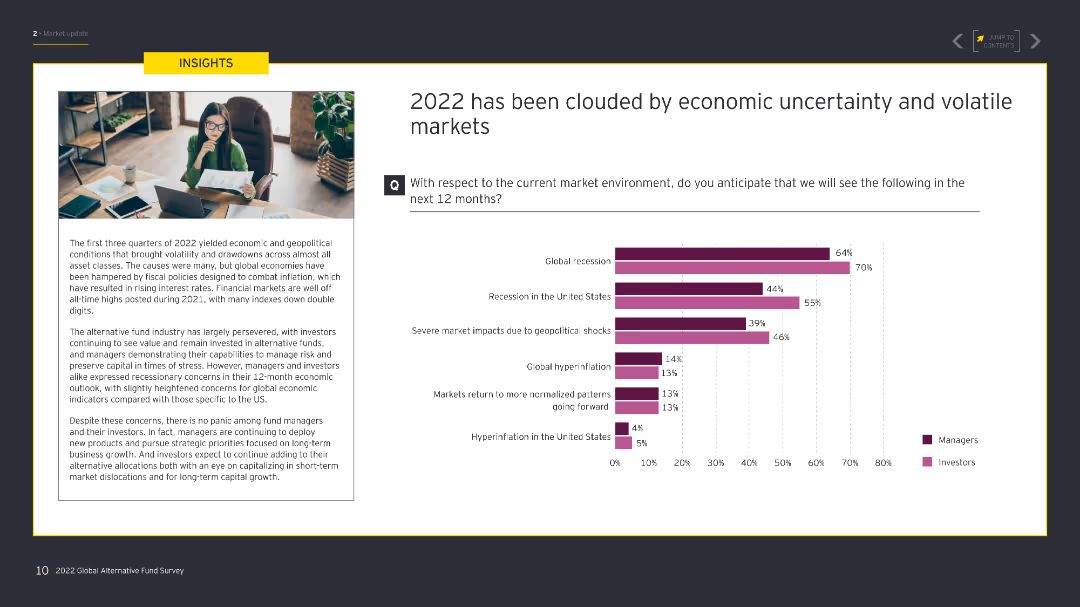 2 - Market update
JUMP TO
CONTENTS
INSIGHTS
The first three quarters of 2022 yielded economic and geopolitical
conditions that brought volatility and drawdowns across almost all
asset classes. The causes were many, but global economies have
been hampered by fiscal policies designed to combat inflation, which
have resulted in rising interest rates. Financial markets are well off
all-time highs posted during 2021, with many indexes down double
digits.
The alternative fund industry has largely persevered, with investors
continuing to see value and remain invested in alternative funds,
and managers demonstrating their capabilities to manage risk and
preserve capital in times of stress. However, managers and investors
alike expressed recessionary concerns in their 12-month economic
outlook, with slightly heightened concerns for global economic
indicators compared with those specific to the US.
Despite these concerns, there is no panic among fund managers
and their investors. In fact, managers are continuing to deploy
new products and pursue strategic priorities focused on long-term
business growth. And investors expect to continue adding to their
alternative allocations both with an eye on capitalizing in short-term
market dislocations and for long-term capital growth.
2022 has been clouded by economic uncertainty and volatile
markets
Q With respect to the current market environment, do you anticipate that we will see the following in the
next 12 months?
Global recession
64%
70%
Recession in the United States
44%
55%
Severe market impacts due to geopolitical shocks
39%
46%
Global hyperinflation
14%
13%
Markets return to more normalized patterns
going forward
13%
13%
Hyperinflation in the United States
4%
5%
0% 10% 20% 30% 40% 50% 60% 70% 80%
Managers
Investors
10 2022 Global Alternative Fund Survey